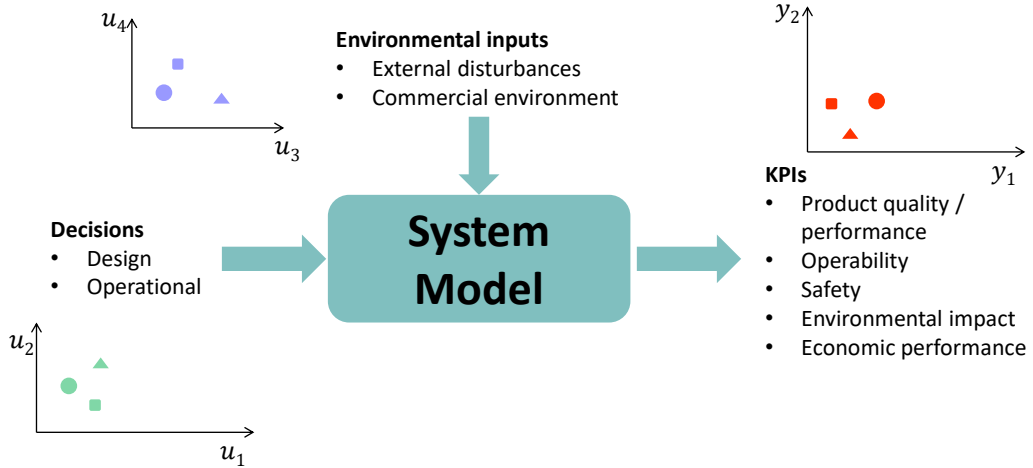 u₄
u₃
Environmental inputs
• External disturbances
• Commercial environment
y₂
y₁
Decisions
• Design
• Operational
System
Model
KPIs
• Product quality /
performance
• Operability
• Safety
• Environmental impact
• Economic performance
u₂
u₁